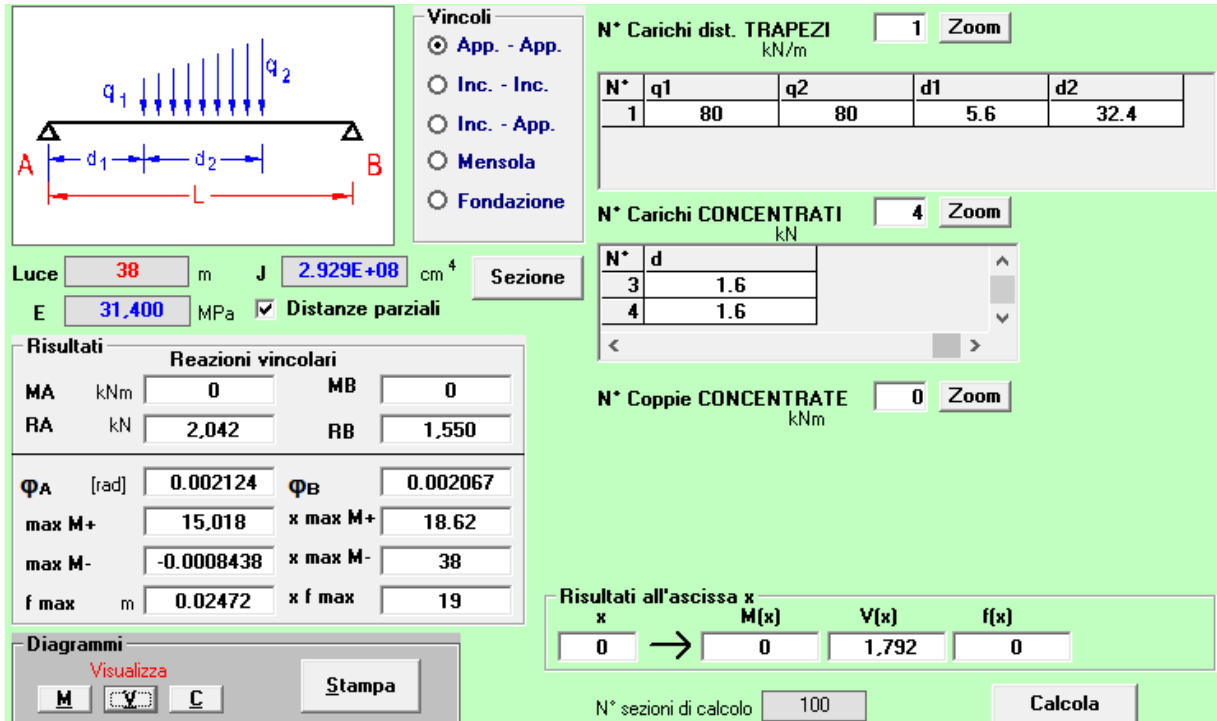 q1 q2
A d1 d2 B
L
Vincoli
App. - App.
Inc. - Inc.
Inc. - App.
Mensola
Fondazione
Luce 38 m J 2.929E+08 cm 4 Sezione
E 31,400 MPa Distanze parziali
Risultati
Reazioni vincolari
MA kNm 0 MB 0
RA kN 2,042 RB 1,550
φA [rad] 0.002124 φB 0.002067
max M+ 15,018 x max M+ 18.62
max M- -0.0008438 x max M- 38
f max m 0.02472 x f max 19
Diagrammi
Visualizza
M V C Stampa
N° Carichi dist. TRAPEZI 1 Zoom
kN/m
N° q1 q2 d1 d2
1 80 80 5.6 32.4
N° Carichi CONCENTRATI 4 Zoom
kN
N° d
3 1.6
4 1.6
N° Coppie CONCENTRATE 0 Zoom
kNm
Risultati all'ascissa x
x M(x) V(x) f(x)
0 → 0 1,792 0
N° sezioni di calcolo 100 Calcola